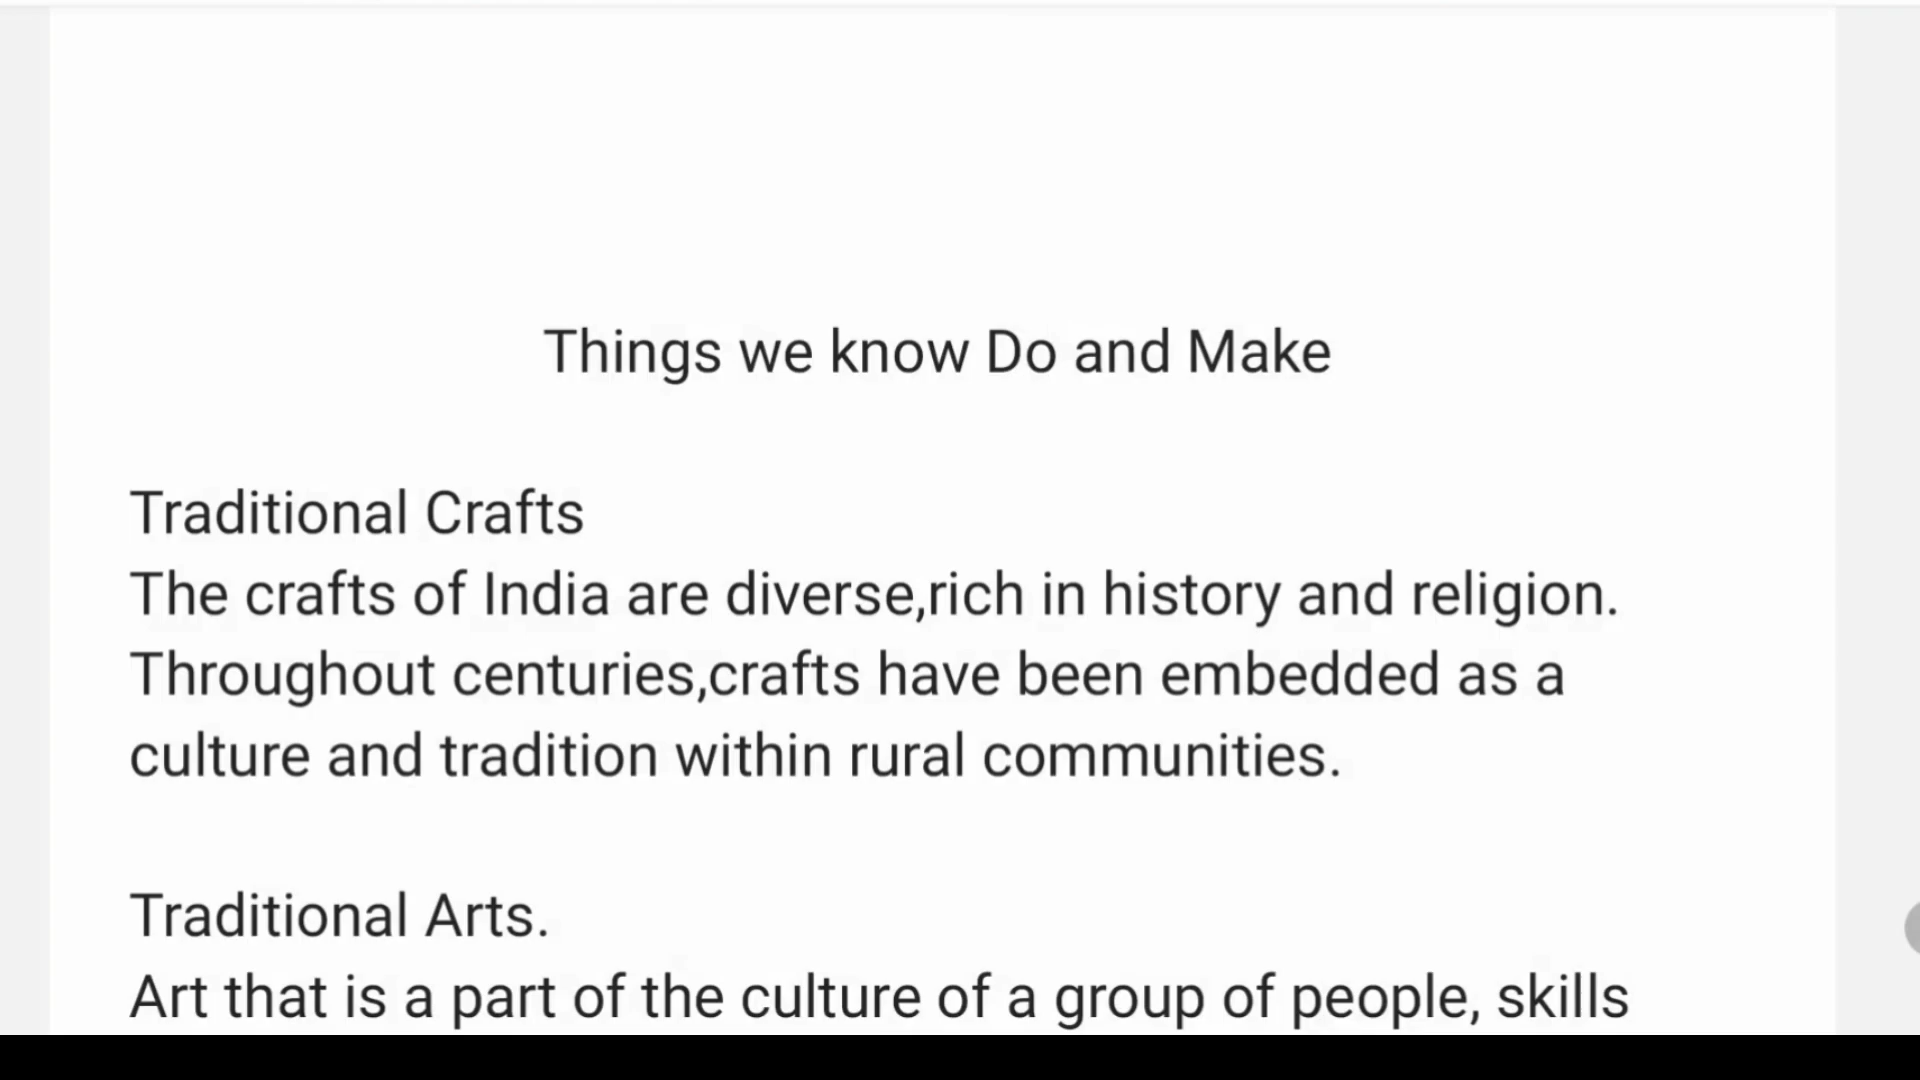 Things we know Do and Make
Traditional Crafts
The crafts of India are diverse,rich in history and religion.
Throughout centuries,crafts have been embedded as a
culture and tradition within rural communities.
Traditional Arts.
Art that is a part of the culture of a group of people, skills